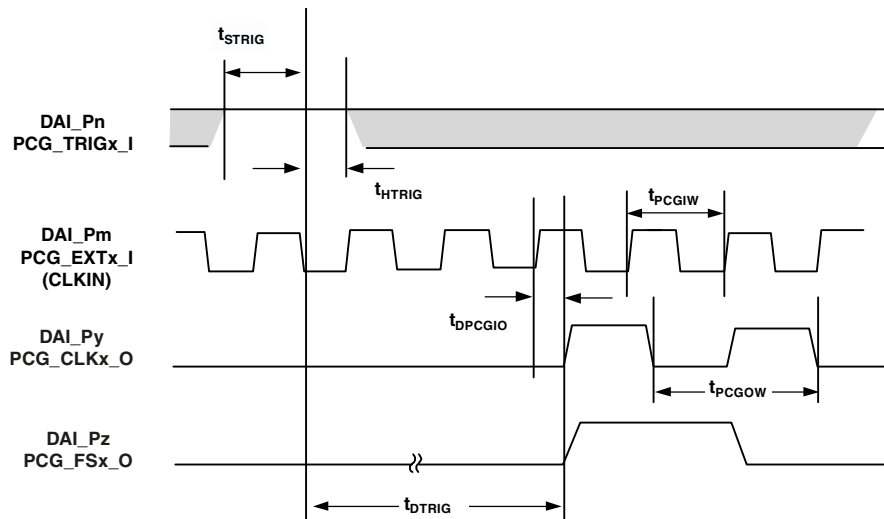 tSTRIG
DAI_Pn
PCG_TRIGx_I
tHTRIG
tPCGIW
DAI_Pm
PCG_EXTx_I
(CLKIN)
tDPCGIO
DAI_Py
PCG_CLKx_O
tPCGOW
DAI_Pz
PCG_FSx_O
tDTRIG